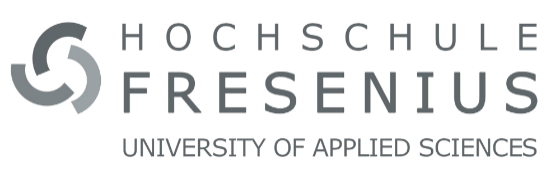 HOCHSCHULE
FRESENIUS
UNIVERSITY OF APPLIED SCIENCES